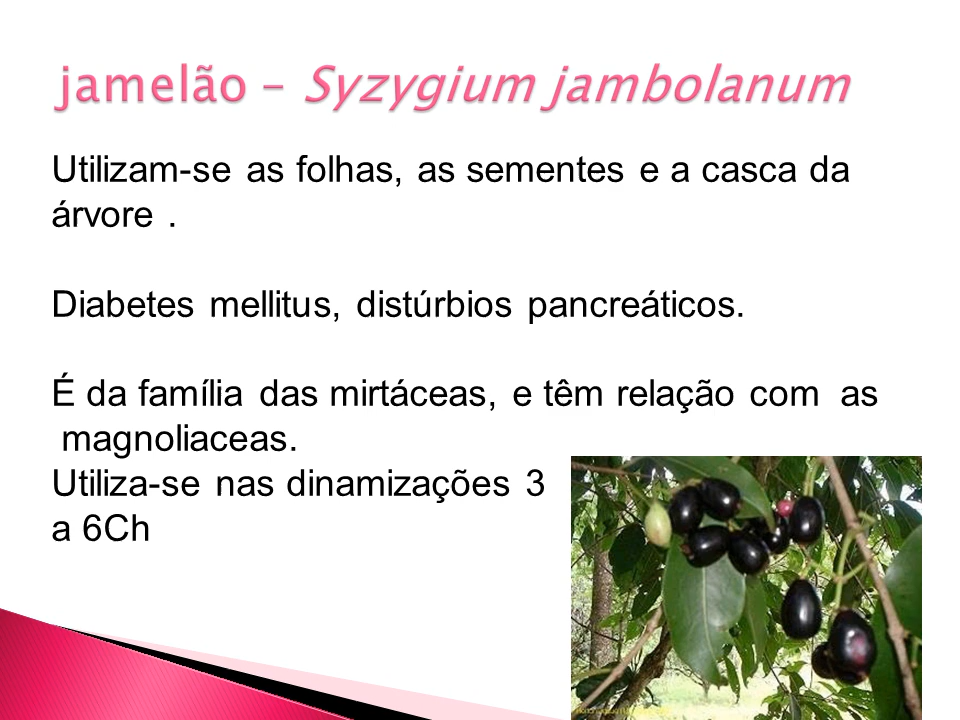 jamelão – Syzygium jambolanum
Utilizam-se as folhas, as sementes e a casca da
árvore .
Diabetes mellitus, distúrbios pancreáticos.
É da família das mirtáceas, e têm relação com as
magnoliaceas.
Utiliza-se nas dinamizações 3
a 6Ch